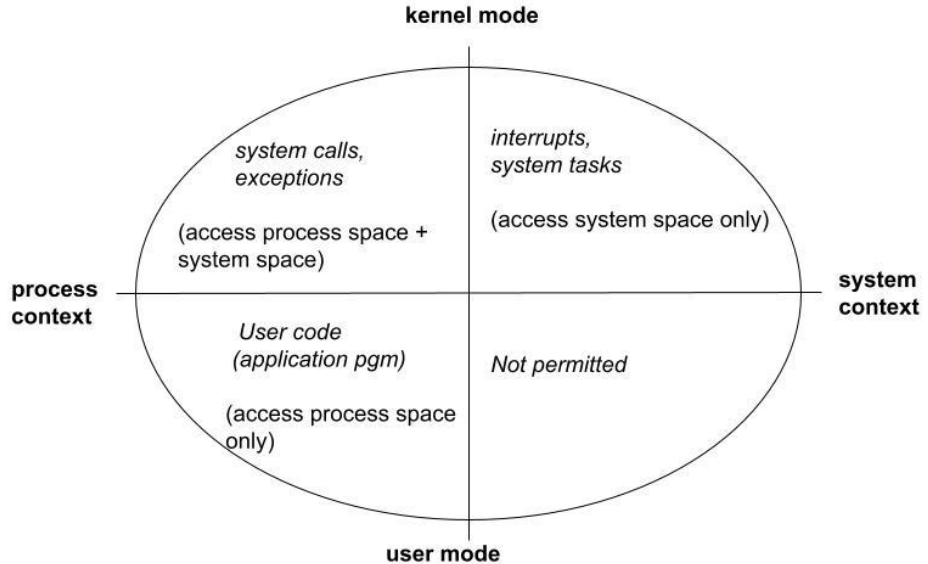 kernel mode
system calls,
exceptions
(access process space +
system space)
interrupts,
system tasks
(access system space only)
process
context
system
context
User code
(application pgm)
(access process space
only)
Not permitted
user mode